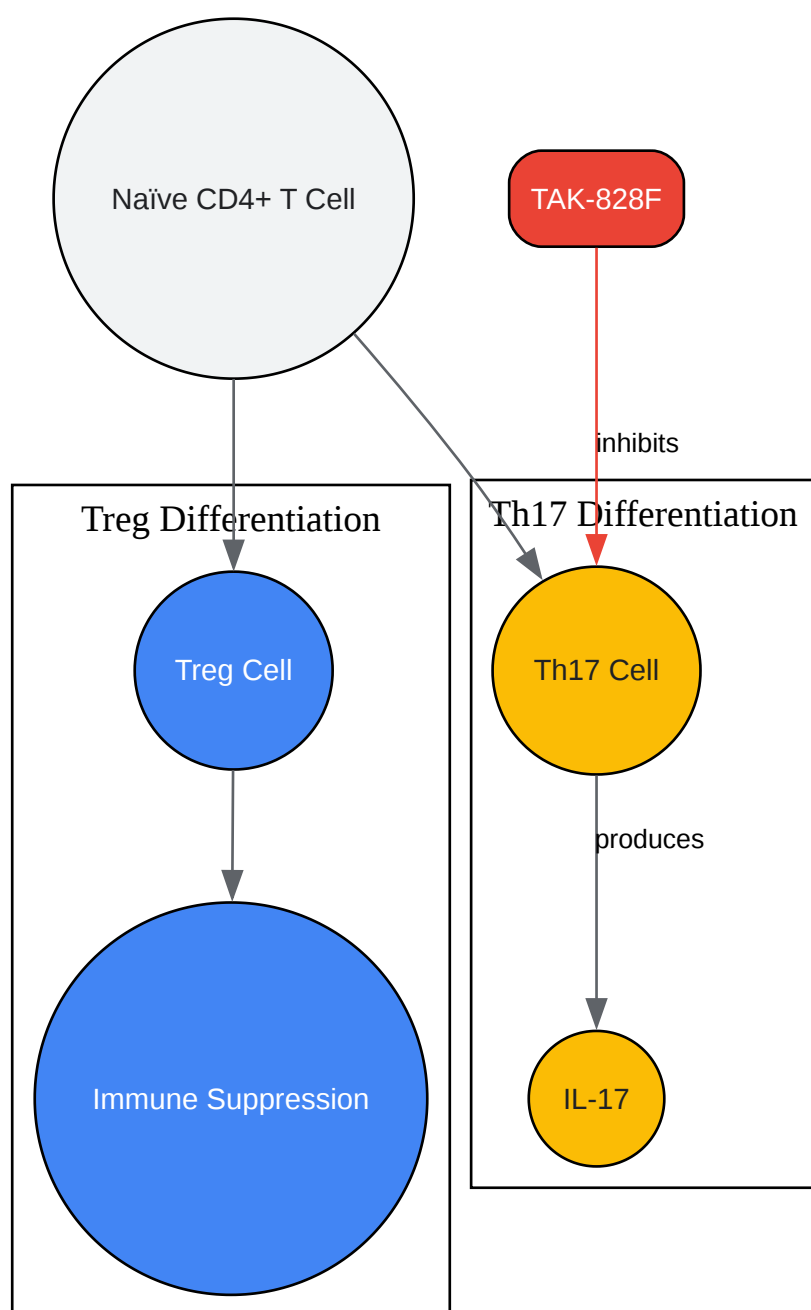 Naïve CD4+ T Cell
TAK-828F
inhibits
Treg Differentiation
Th17 Differentiation
Treg Cell
Th17 Cell
produces
Immune Suppression
IL-17